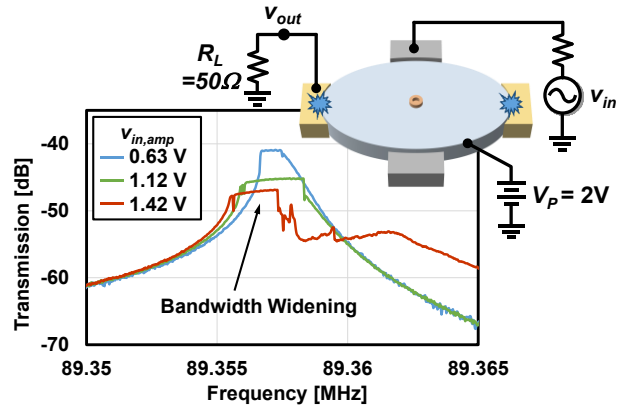 v_out
R_L
=50Ω
v_in
V_P = 2V
v_in,amp
0.63 V
1.12 V
1.42 V
Bandwidth Widening
Transmission [dB]
-40
-50
-60
-70
89.35
89.355
89.36
89.365
Frequency [MHz]